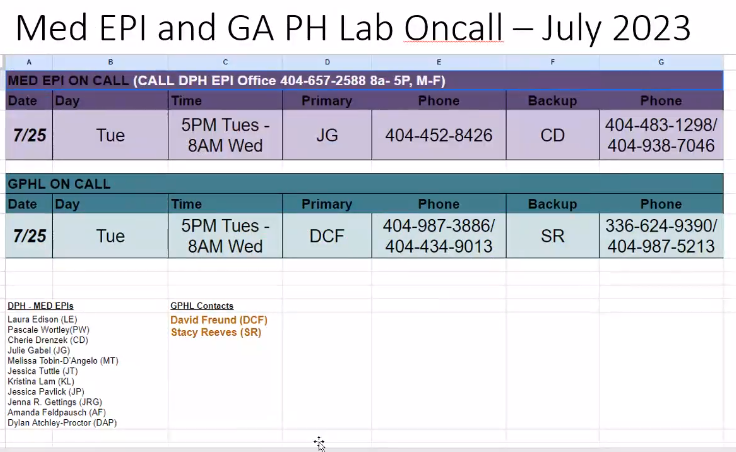 Med EPI and GA PH Lab Oncall – July 2023
A B C D E F G
MED EPI ON CALL (CALL DPH EPI Office 404-657-2588 8a- 5P, M-F)
Date Day Time Primary Phone Backup Phone
7/25 Tue 5PM Tues - 8AM Wed JG 404-452-8426 CD 404-483-1298/ 404-938-7046
GPHL ON CALL
Date Day Time Primary Phone Backup Phone
7/25 Tue 5PM Tues - 8AM Wed DCF 404-987-3886/ 404-434-9013 SR 336-624-9390/ 404-987-5213
DPH - MED EPIs
Laura Edison (LE)
Pascale Wortley(PW)
Cherie Drenzek (CD)
Julie Gabel (JG)
Melissa Tobin-D'Angelo (MT)
Jessica Tuttle (JT)
Kristina Lam (KL)
Jessica Pavlick (JP)
Jenna R. Gettings (JRG)
Amanda Feldpausch (AF)
Dylan Atchley-Proctor (DAP)
GPHL Contacts
David Freund (DCF)
Stacy Reeves (SR)